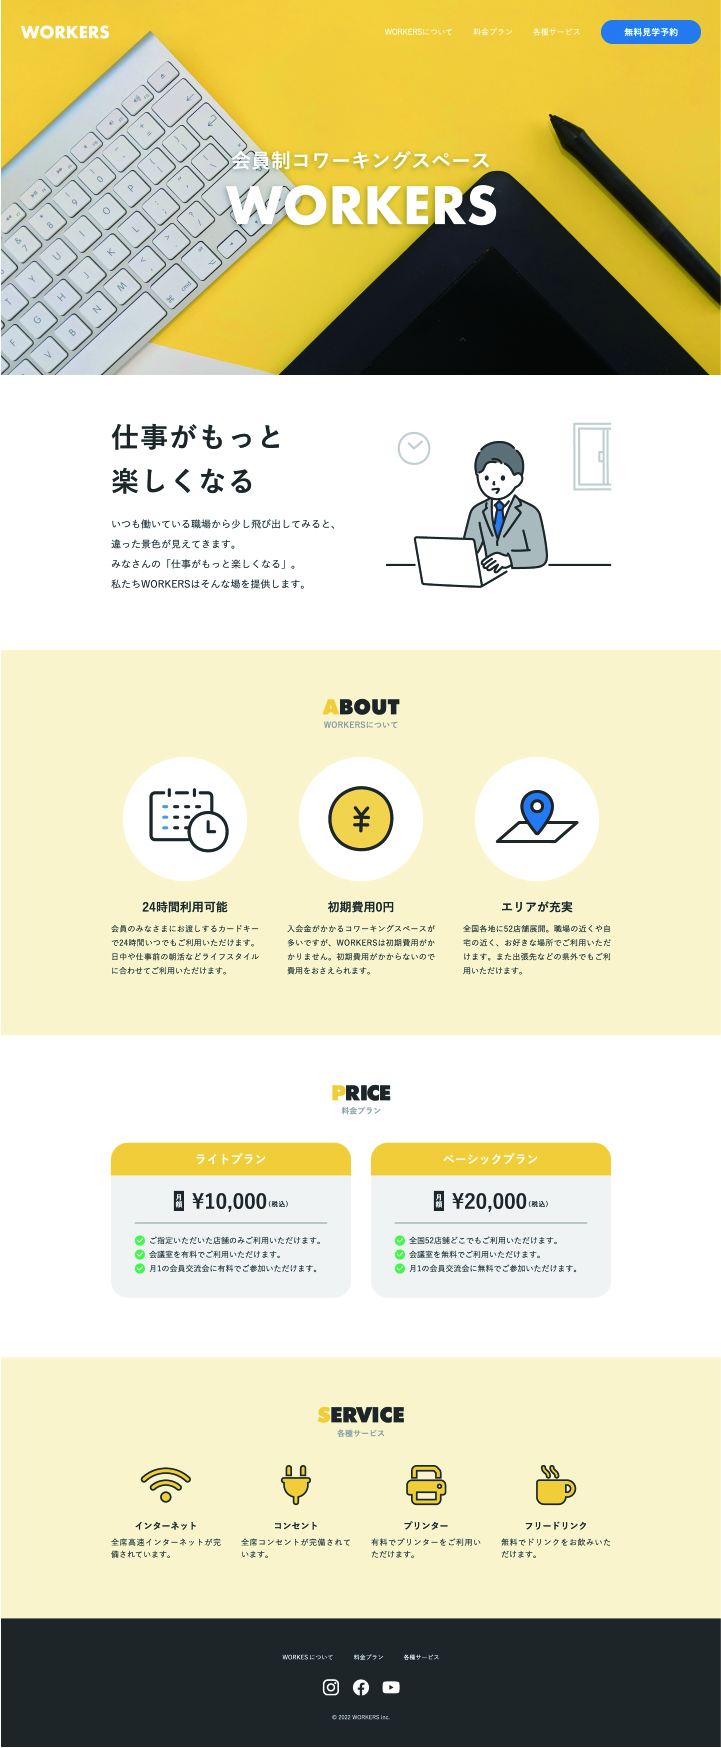 WORKERS
WORKERSについて
料金プラン
各種サービス
無料見学予約
会員制コワーキングスペース
WORKERS
仕事がもっと
楽しくなる
いつも働いている職場から少し飛び出してみると、
違った景色が見えてきます。
みなさんの「仕事がもっと楽しくなる」。
私たちWORKERSはそんな場を提供します。
ABOUT
WORKERSについて
24時間利用可能
会員のみなさまにお渡しするカードキー
で24時間いつでもご利用いただけます。
日中や仕事前の朝活などライフスタイル
に合わせてご利用いただけます。
初期費用0円
入会金がかかるコワーキングスペースが
多いですが、WORKERSは初期費用がか
かりません。初期費用がかからないので
費用をおさえられます。
エリアが充実
全国各地に52店舗展開。職場の近くや自
宅の近く、お好きな場所でご利用いただ
けます。また出張先などの県外でもご利
用いただけます。
PRICE
料金プラン
ライトプラン
月額 ¥10,000(税込)
ご指定いただいた店舗のみご利用いただけます。
会議室を有料でご利用いただけます。
月1の会員交流会に有料でご参加いただけます。
ベーシックプラン
月額 ¥20,000(税込)
全国52店舗どこでもご利用いただけます。
会議室を無料でご利用いただけます。
月1の会員交流会に無料でご参加いただけます。
SERVICE
各種サービス
インターネット
全席高速インターネットが完
備されています。
コンセント
全席コンセントが完備されて
います。
プリンター
有料でプリンターをご利用い
ただけます。
フリードリンク
無料でドリンクをお飲みいた
だけます。
WORKESについて
料金プラン
各種サービス
© 2022 WORKERS inc.